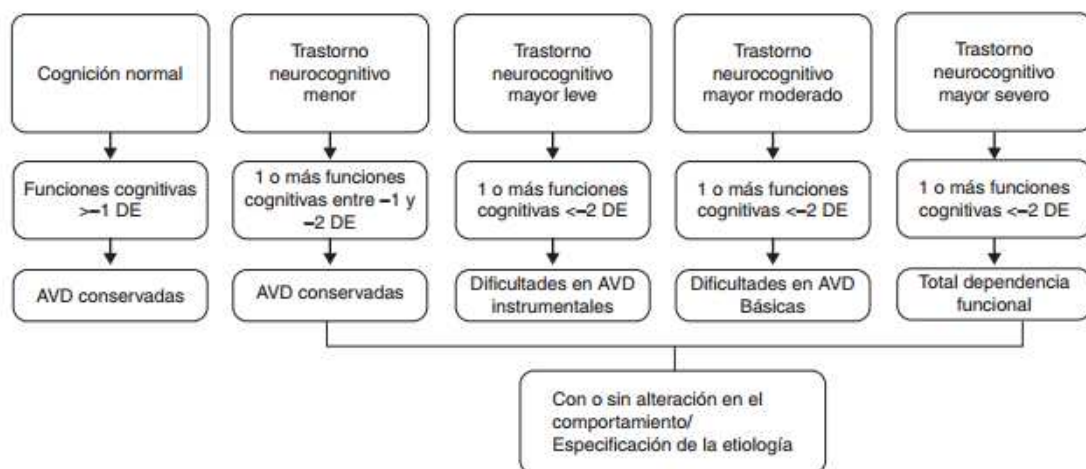 Cognición normal
Trastorno
neurocognitivo
menor
Trastorno
neurocognitivo
mayor leve
Trastorno
neurocognitivo
mayor moderado
Trastorno
neurocognitivo
mayor severo
Funciones cognitivas
>–1 DE
1 o más funciones
cognitivas entre –1 y
–2 DE
1 o más funciones
cognitivas <–2 DE
1 o más funciones
cognitivas <–2 DE
1 o más funciones
cognitivas <–2 DE
AVD conservadas
AVD conservadas
Dificultades en AVD
instrumentales
Dificultades en AVD
Básicas
Total dependencia
funcional
Con o sin alteración en el
comportamiento/
Especificación de la etiología